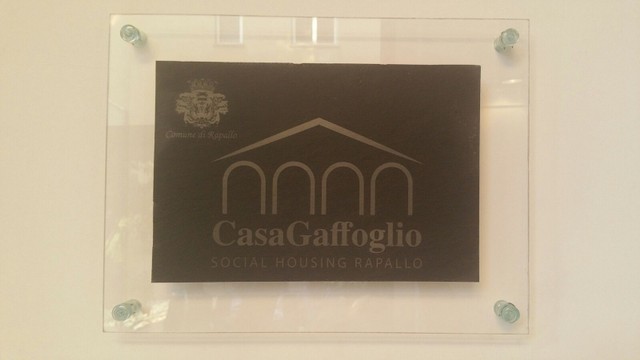 Comune di Rapallo
CasaGaffoglio
SOCIAL HOUSING RAPALLO